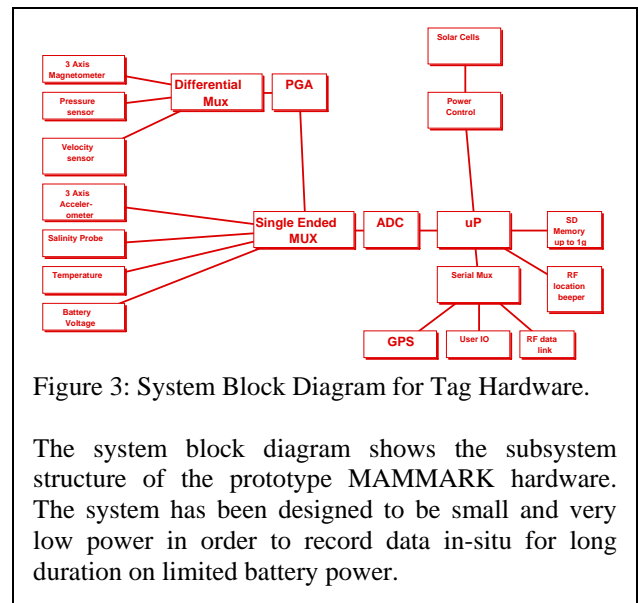 Solar Cells
3 Axis
Magnetometer
Differential
Mux
PGA
Pressure
sensor
Power
Control
Velocity
sensor
3 Axis
Acceler-
ometer
Single Ended
MUX
ADC
uP
SD
Memory
up to 1g
Salinity Probe
Temperature
Serial Mux
RF
location
beeper
Battery
Voltage
GPS
User IO
RF data
link
Figure 3: System Block Diagram for Tag Hardware.
The system block diagram shows the subsystem
structure of the prototype MAMMARK hardware.
The system has been designed to be small and very
low power in order to record data in-situ for long
duration on limited battery power.